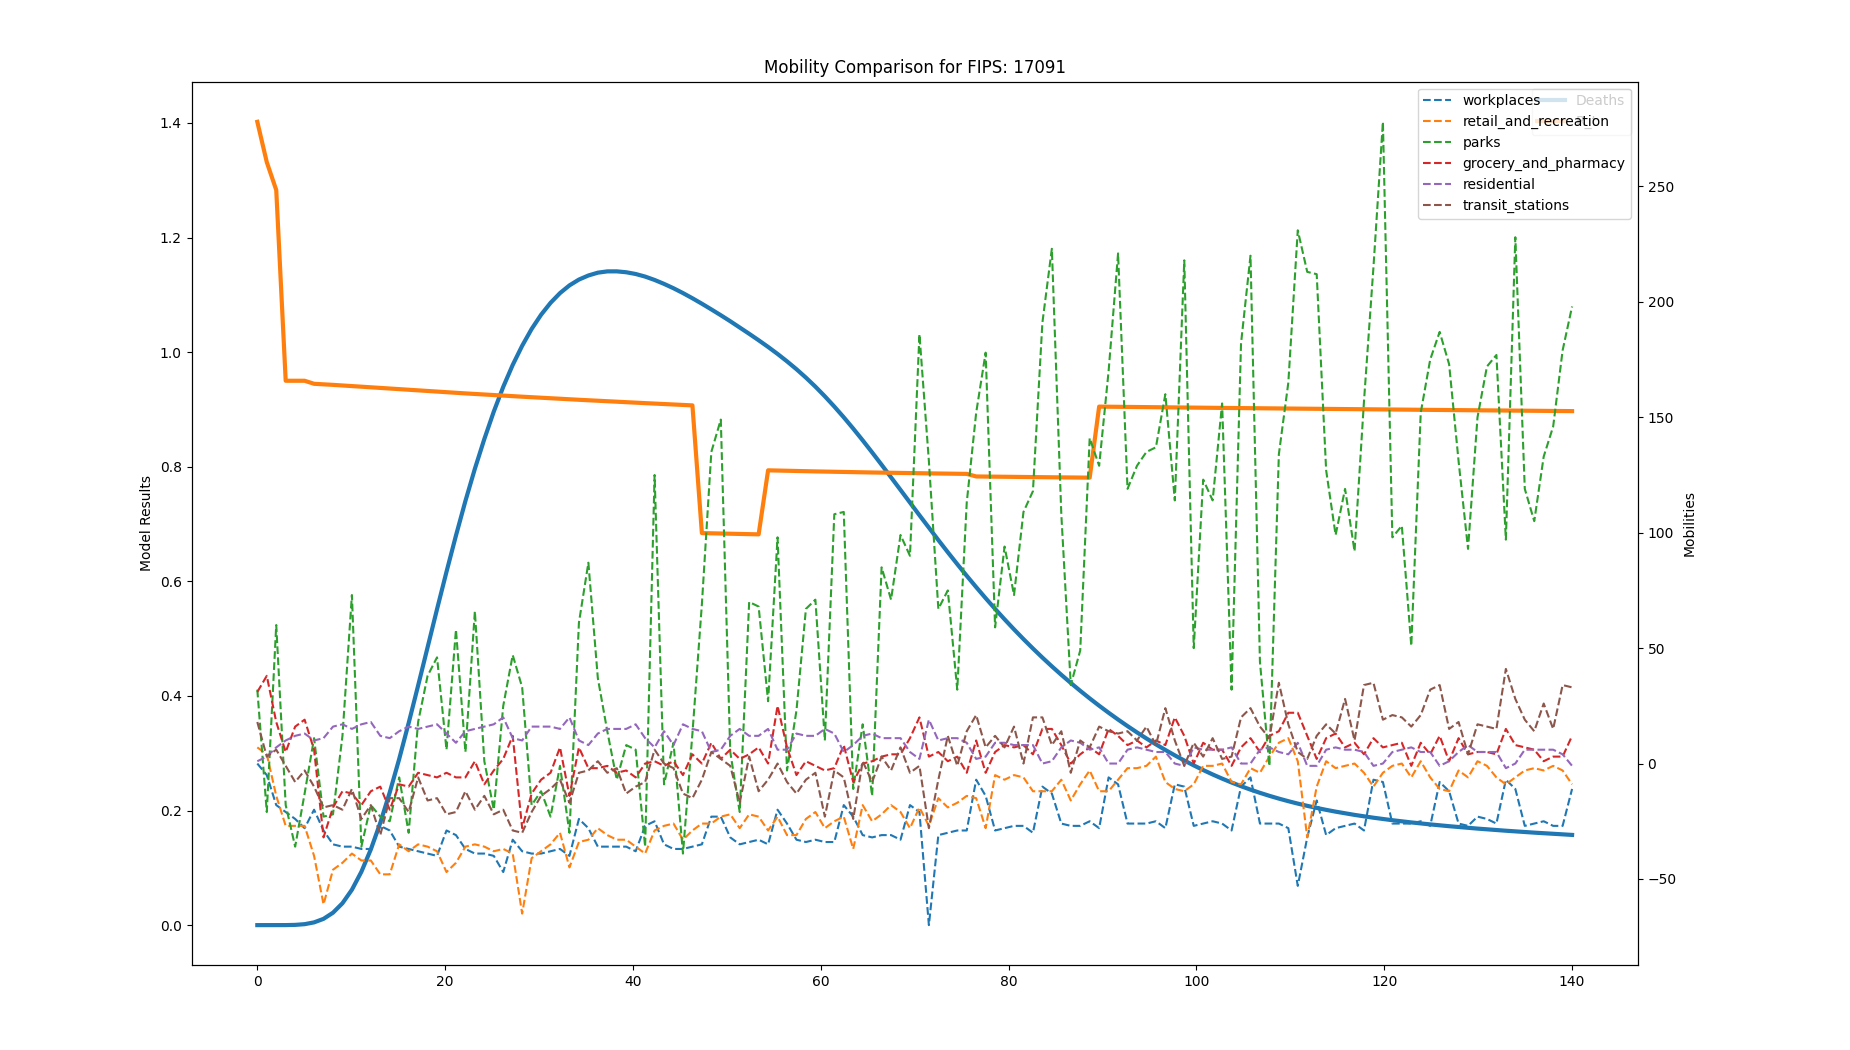 Mobility Comparison for FIPS: 17091
workplaces
Deaths
retail_and_recreation
parks
grocery_and_pharmacy
residential
transit_stations
1.4
1.2
1.0
0.8
0.6
0.4
0.2
0.0
Model Results
250
200
150
100
50
0
−50
Mobilities
0
20
40
60
80
100
120
140